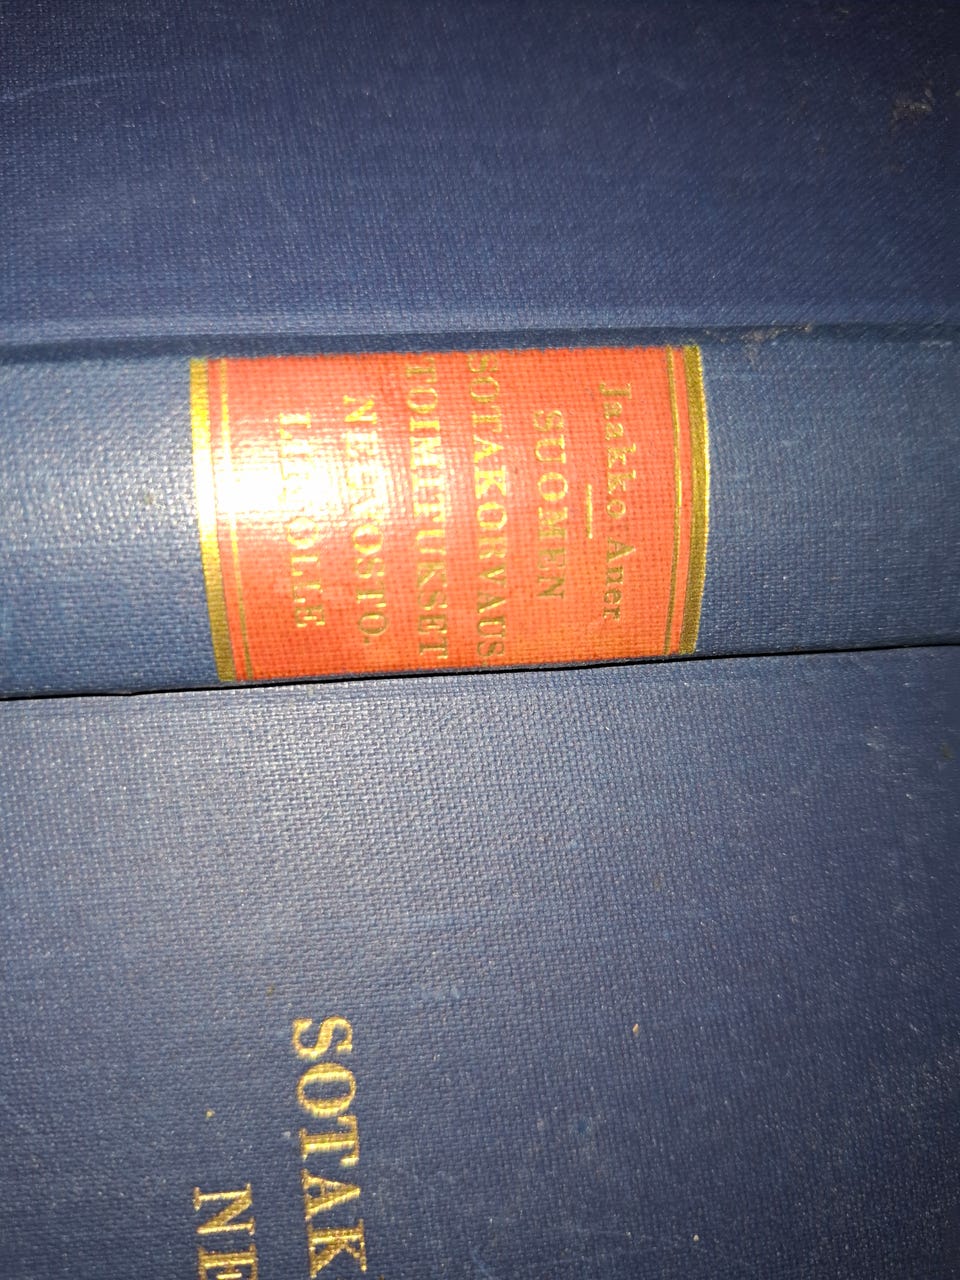 Jaakko Auer
SUOMEN
SOTAKORVAUS-
TOIMITUKSET
NEUVOSTO-
LIITOLLE
SOTAK
NE